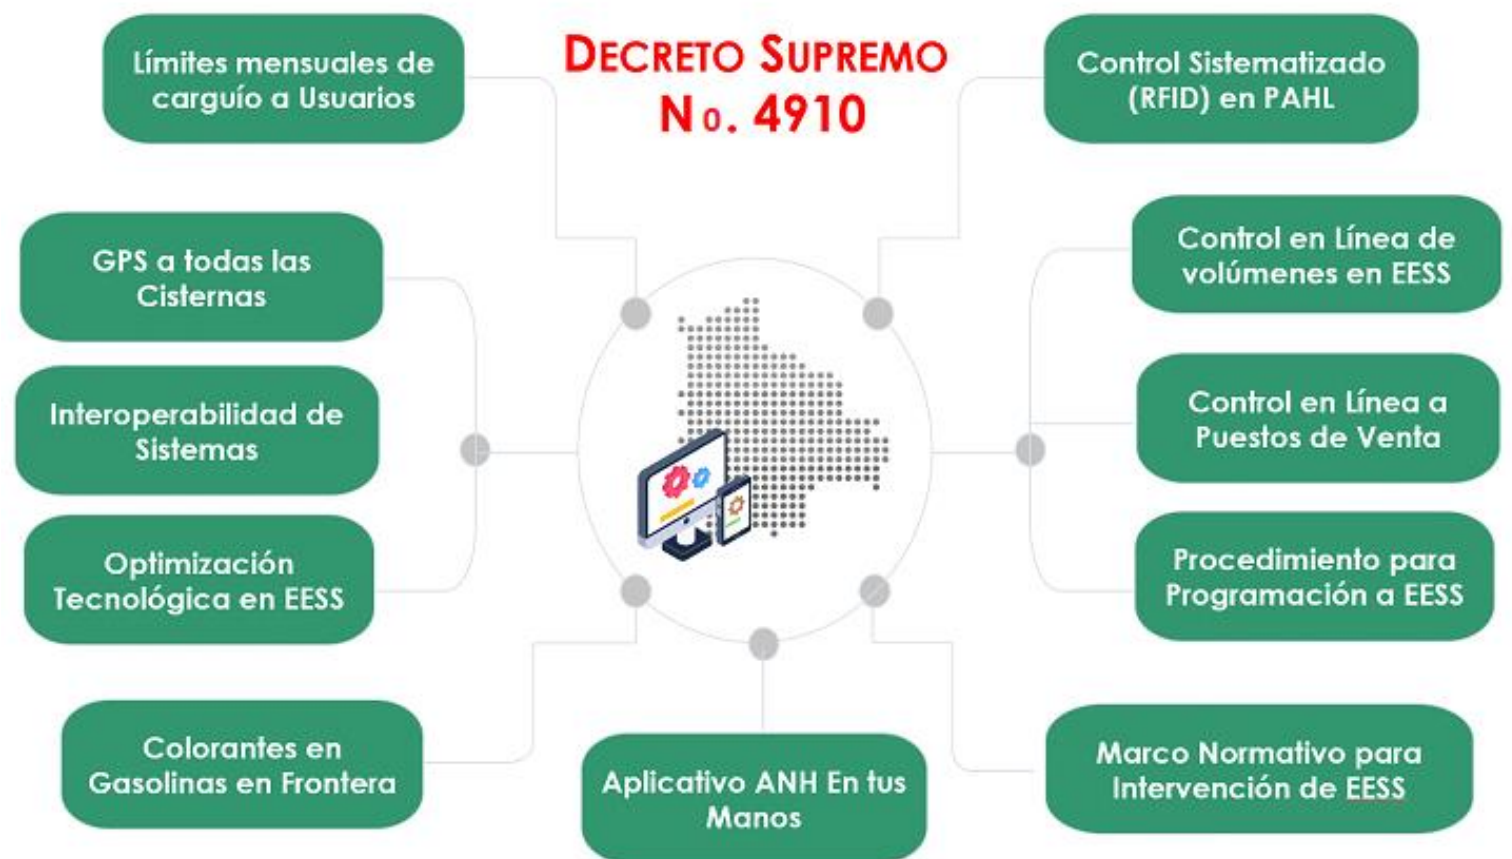 DECRETO SUPREMO
No. 4910
Límites mensuales de
carguío a Usuarios
GPS a todas las
Cisternas
Interoperabilidad de
Sistemas
Optimización
Tecnológica en EESS
Colorantes en
Gasolinas en Frontera
Aplicativo ANH En tus
Manos
Control Sistematizado
(RFID) en PAHL
Control en Línea de
volúmenes en EESS
Control en Línea a
Puestos de Venta
Procedimiento para
Programación a EESS
Marco Normativo para
Intervención de EESS